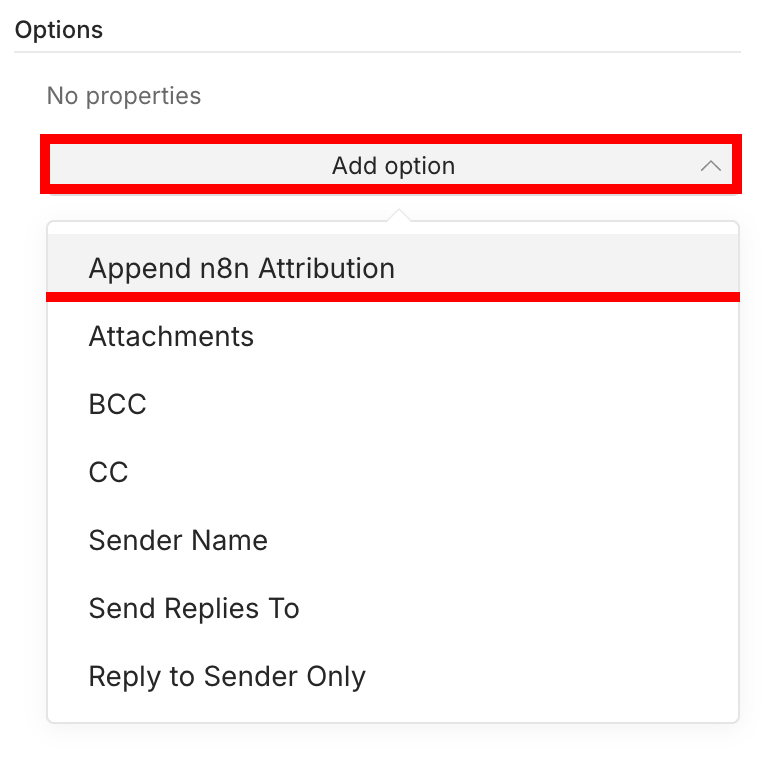 Options
No properties
Add option
Append n8n Attribution
Attachments
BCC
CC
Sender Name
Send Replies To
Reply to Sender Only